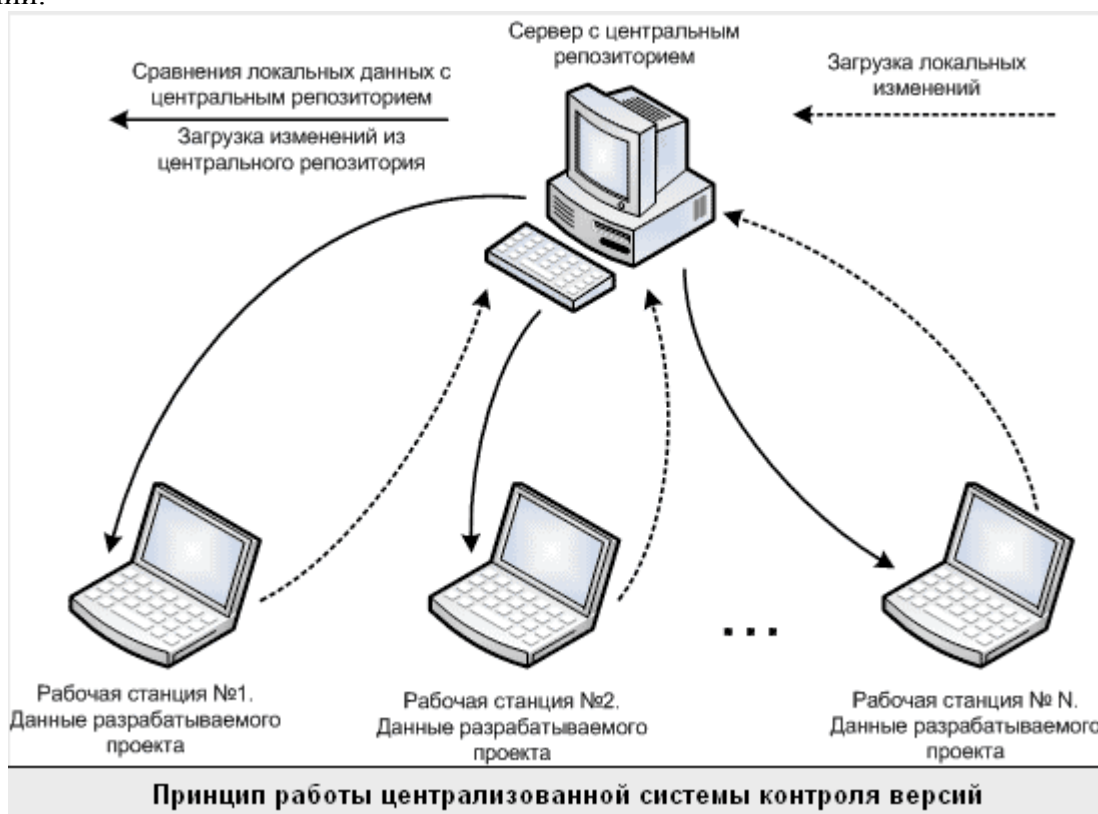 Сервер с центральным
репозиторием
Сравнения локальных данных с
центральным репозиторием
Загрузка изменений из
центрального репозитория
Загрузка локальных
изменений
...
Рабочая станция №1.
Данные разрабатываемого
проекта
Рабочая станция №2.
Данные разрабатываемого
проекта
Рабочая станция № N.
Данные разрабатываемого
проекта
Принцип работы централизованной системы контроля версий